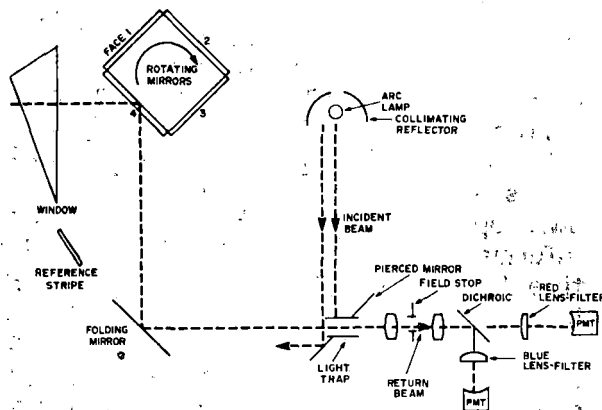 FACE 1
2
ROTATING
MIRRORS
3
4
ARC
LAMP
COLLIMATING
REFLECTOR
WINDOW
INCIDENT
BEAM
REFERENCE
STRIPE
PIERCED MIRROR
FIELD STOP
DICHROIC
RED
LENS-FILTER
FOLDING
MIRROR
PMT
LIGHT
TRAP
RETURN
BEAM
BLUE
LENS-FILTER
PMT